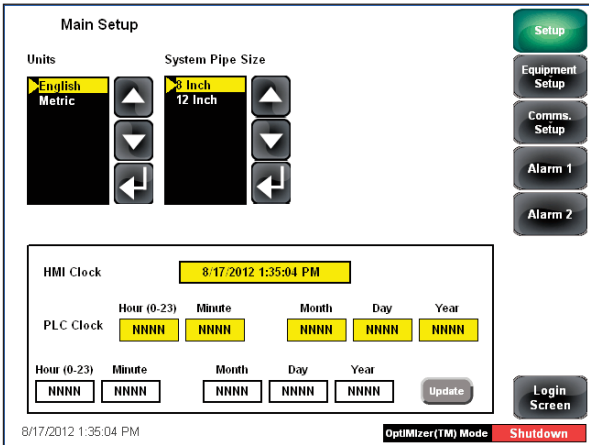 Main Setup
Setup
Units
System Pipe Size
English
Metric
8 Inch
12 Inch
Equipment
Setup
Comms.
Setup
Alarm 1
Alarm 2
HMI Clock
8/17/2012 1:35:04 PM
Hour (0-23) Minute Month Day Year
PLC Clock NNNN NNNN NNNN NNNN NNNN
Hour (0-23) Minute Month Day Year
NNNN NNNN NNNN NNNN NNNN Update
Login
Screen
8/17/2012 1:35:04 PM
OptiMIzer(TM) Mode Shutdown